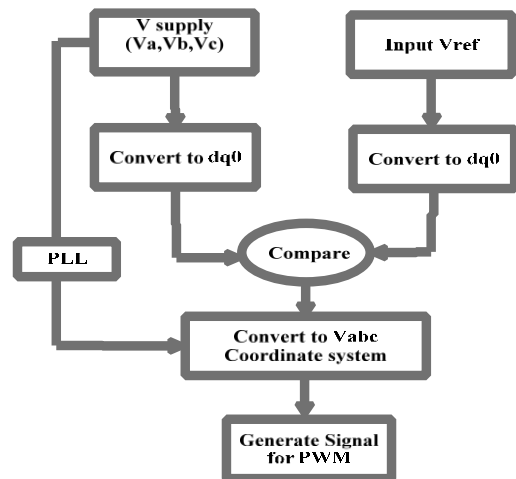 V supply
(Va,Vb,Vc)
Input Vref
Convert to dq0
Convert to dq0
PLL
Compare
Convert to Vabc
Coordinate system
Generate Signal
for PWM